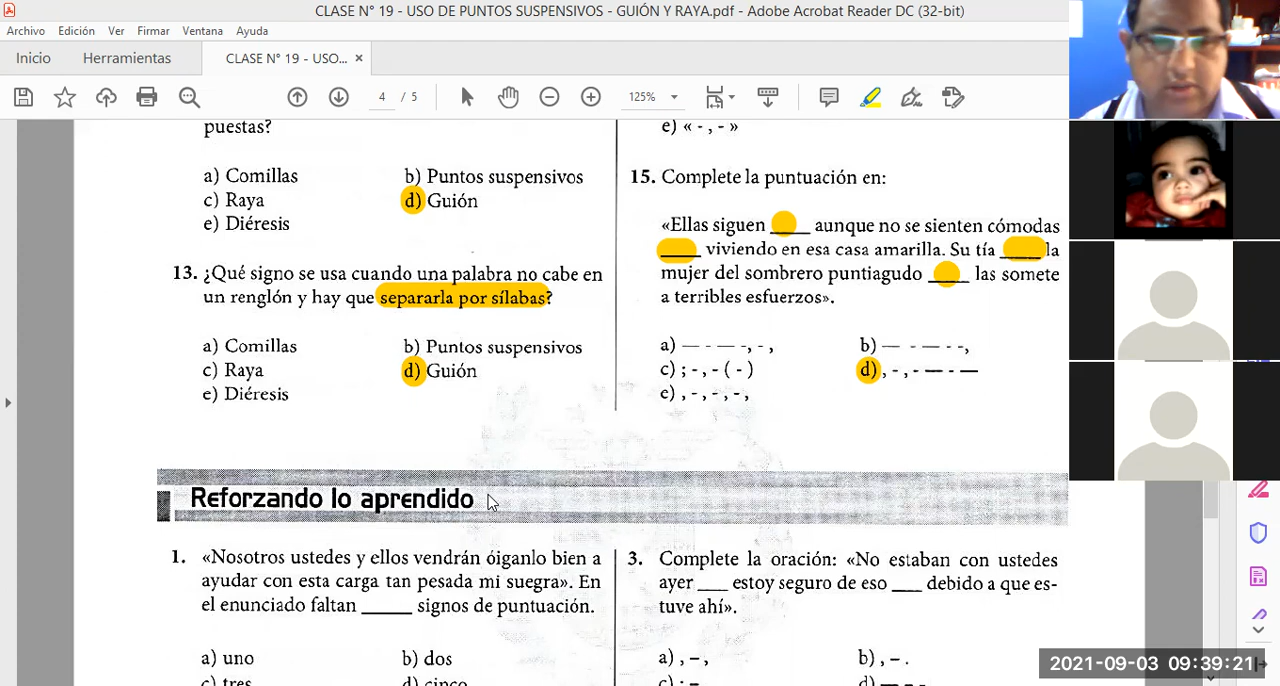 CLASE N° 19 - USO DE PUNTOS SUSPENSIVOS - GUIÓN Y RAYA.pdf - Adobe Acrobat Reader DC (32-bit)
Archivo Edición Ver Firmar Ventana Ayuda
Inicio Herramientas CLASE N° 19 - USO... ×
4 / 5 125%
puestas?
a) Comillas b) Puntos suspensivos
c) Raya d) Guión
e) Diéresis
13. ¿Qué signo se usa cuando una palabra no cabe en
un renglón y hay que separarla por sílabas?
a) Comillas b) Puntos suspensivos
c) Raya d) Guión
e) Diéresis
e) « - , - »
15. Complete la puntuación en:
«Ellas siguen ____ aunque no se sienten cómodas
____ viviendo en esa casa amarilla. Su tía ____ la
mujer del sombrero puntiagudo ____ las somete
a terribles esfuerzos».
a) — - — -, - , b) — - — - -,
c) ; - , - ( - ) d) , - , - — - —
e) , - , - , - ,
Reforzando lo aprendido
1. «Nosotros ustedes y ellos vendrán óiganlo bien a
ayudar con esta carga tan pesada mi suegra». En
el enunciado faltan _____ signos de puntuación.
a) uno b) dos
c) tres d) cinco
3. Complete la oración: «No estaban con ustedes
ayer ___ estoy seguro de eso ___ debido a que es-
tuve ahí».
a) , – , b) , – .
c) ; – d) — – -
2021-09-03 09:39:21